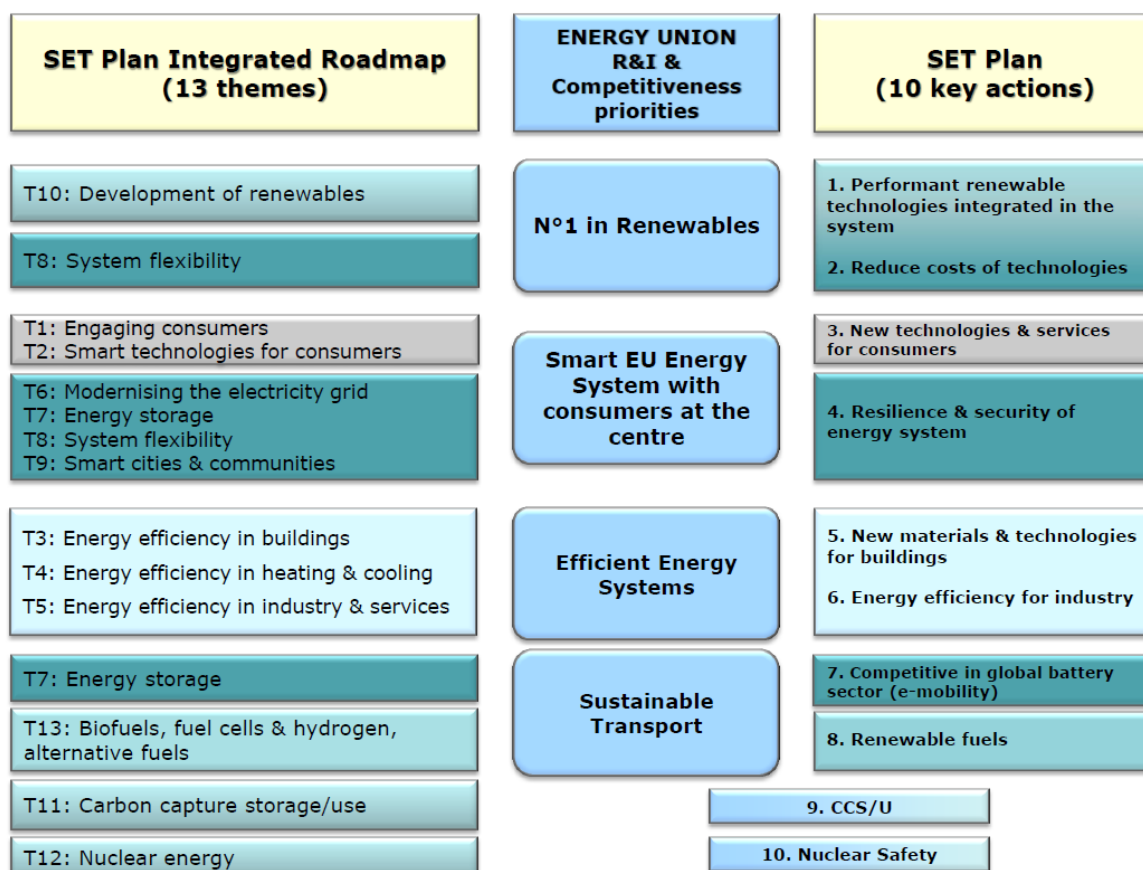 SET Plan Integrated Roadmap
(13 themes)
ENERGY UNION
R&I &
Competitiveness
priorities
SET Plan
(10 key actions)
T10: Development of renewables
T8: System flexibility
N°1 in Renewables
1. Performant renewable
technologies integrated in the
system
2. Reduce costs of technologies
T1: Engaging consumers
T2: Smart technologies for consumers
T6: Modernising the electricity grid
T7: Energy storage
T8: System flexibility
T9: Smart cities & communities
Smart EU Energy
System with
consumers at the
centre
3. New technologies & services
for consumers
4. Resilience & security of
energy system
T3: Energy efficiency in buildings
T4: Energy efficiency in heating & cooling
T5: Energy efficiency in industry & services
Efficient Energy
Systems
5. New materials & technologies
for buildings
6. Energy efficiency for industry
T7: Energy storage
T13: Biofuels, fuel cells & hydrogen,
alternative fuels
Sustainable
Transport
7. Competitive in global battery
sector (e-mobility)
8. Renewable fuels
T11: Carbon capture storage/use
9. CCS/U
T12: Nuclear energy
10. Nuclear Safety